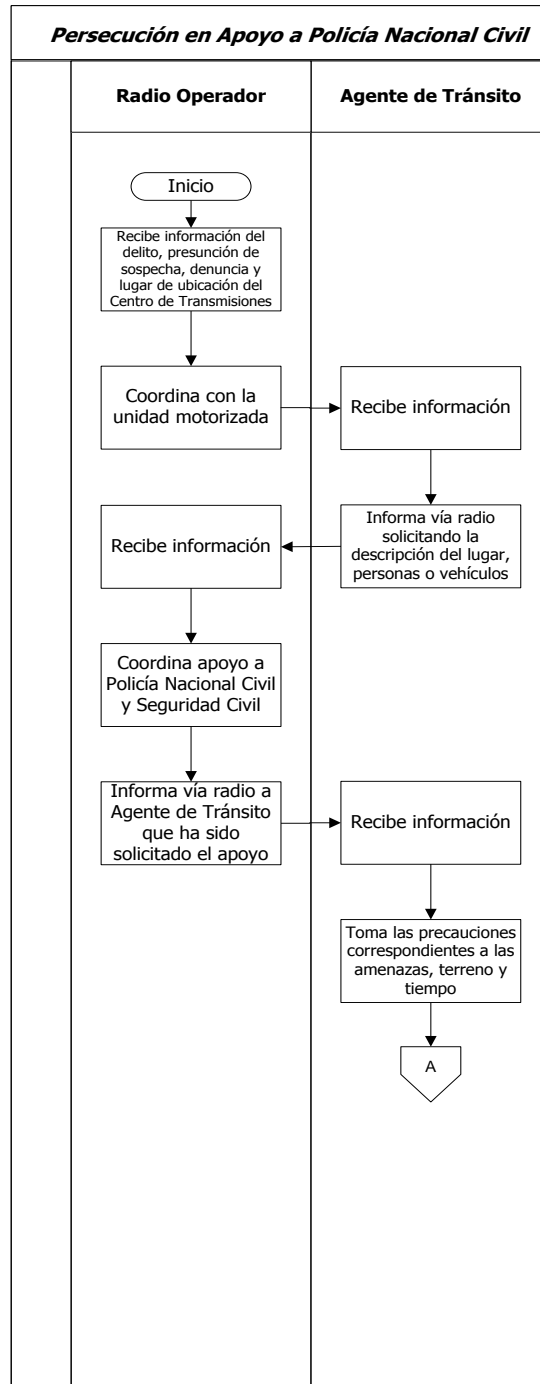 Persecución en Apoyo a Policía Nacional Civil
Radio Operador
Agente de Tránsito
Inicio
Recibe información del
delito, presunción de
sospecha, denuncia y
lugar de ubicación del
Centro de Transmisiones
Coordina con la
unidad motorizada
Recibe información
Informa vía radio
solicitando la
descripción del lugar,
personas o vehículos
Recibe información
Coordina apoyo a
Policía Nacional Civil
y Seguridad Civil
Informa vía radio a
Agente de Tránsito
que ha sido
solicitado el apoyo
Recibe información
Toma las precauciones
correspondientes a las
amenazas, terreno y
tiempo
A